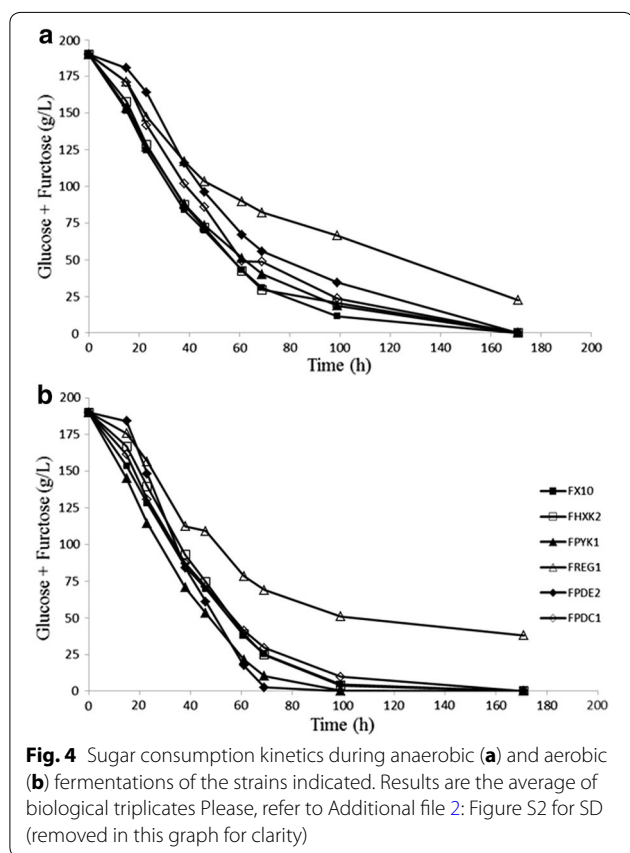 a
200
175
150
125
100
75
50
25
0
Glucose + Furctose (g/L)
0 20 40 60 80 100 120 140 160 180 200
Time (h)
b
200
175
150
125
100
75
50
25
0
Glucose + Furctose (g/L)
FX10
FHXK2
FPYK1
FREG1
FPDE2
FPDC1
0 20 40 60 80 100 120 140 160 180 200
Time (h)
Fig. 4 Sugar consumption kinetics during anaerobic (a) and aerobic
(b) fermentations of the strains indicated. Results are the average of
biological triplicates Please, refer to Additional file 2: Figure S2 for SD
(removed in this graph for clarity)